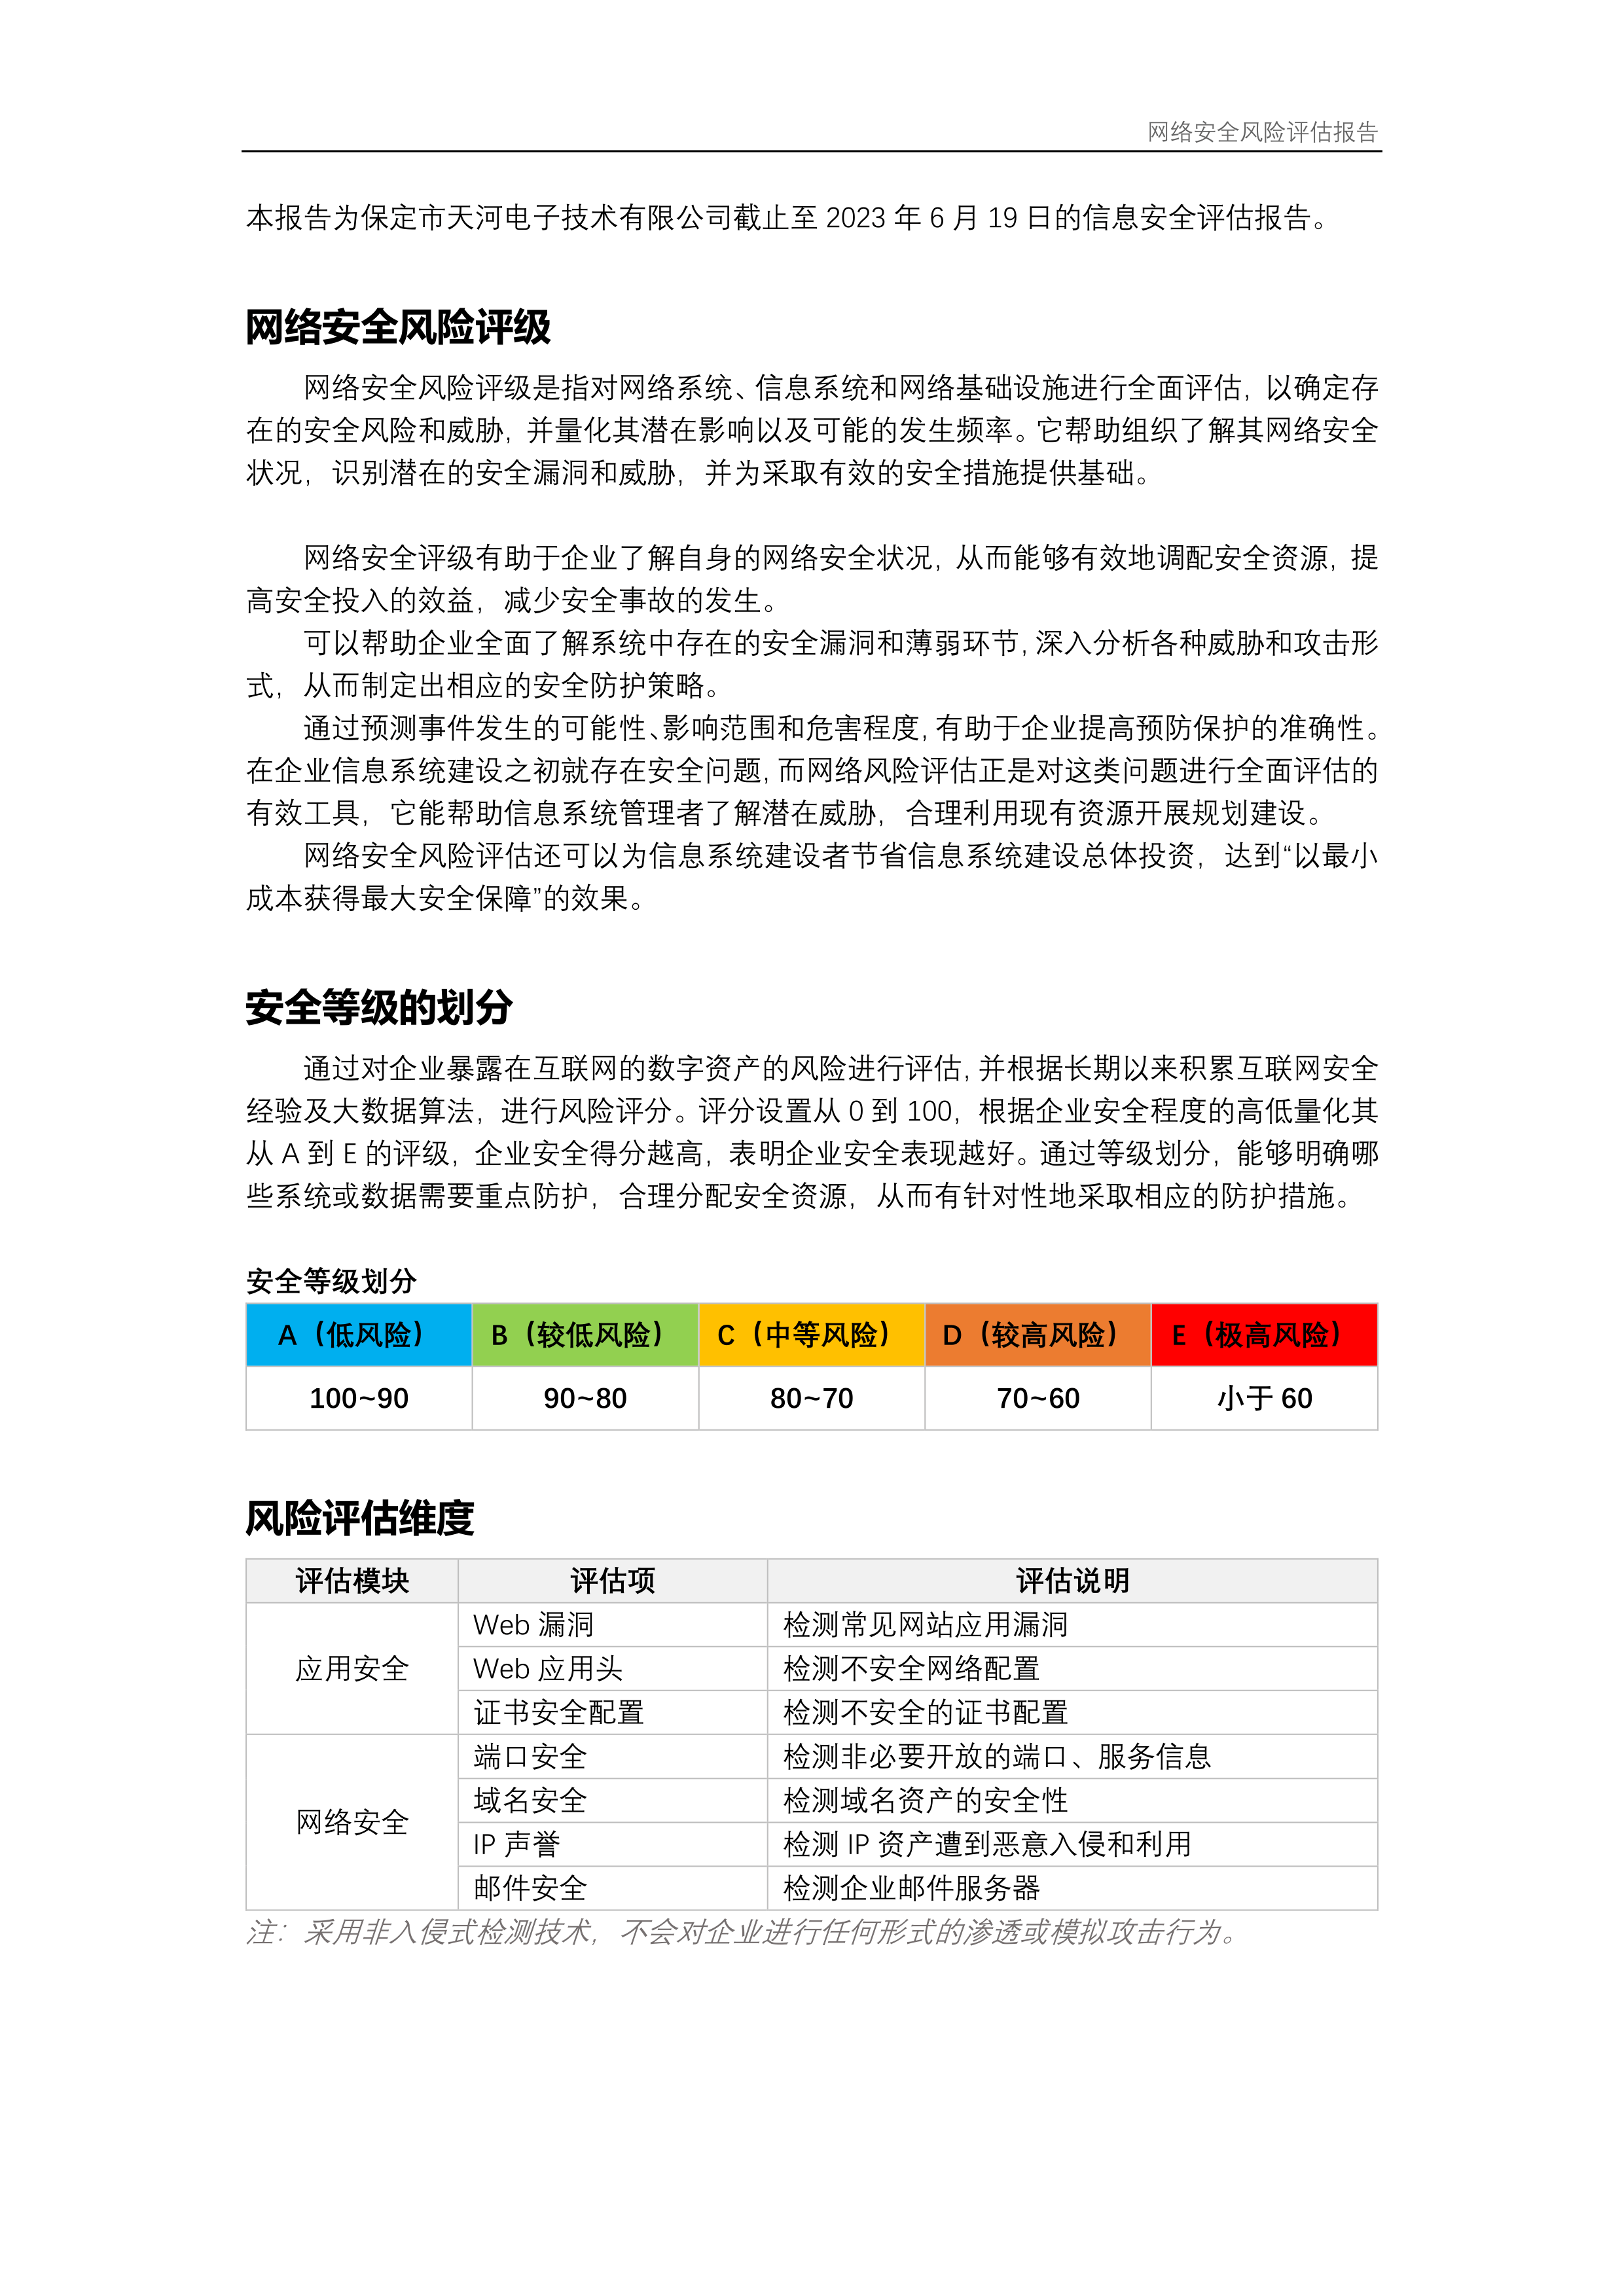 网络安全风险评估报告
本报告为保定市天河电子技术有限公司截止至 2023 年 6 月 19 日的信息安全评估报告。
网络安全风险评级
网络安全风险评级是指对网络系统、信息系统和网络基础设施进行全面评估，以确定存
在的安全风险和威胁，并量化其潜在影响以及可能的发生频率。它帮助组织了解其网络安全
状况，识别潜在的安全漏洞和威胁，并为采取有效的安全措施提供基础。
网络安全评级有助于企业了解自身的网络安全状况，从而能够有效地调配安全资源，提
高安全投入的效益，减少安全事故的发生。
可以帮助企业全面了解系统中存在的安全漏洞和薄弱环节，深入分析各种威胁和攻击形
式，从而制定出相应的安全防护策略。
通过预测事件发生的可能性、影响范围和危害程度，有助于企业提高预防保护的准确性。
在企业信息系统建设之初就存在安全问题，而网络风险评估正是对这类问题进行全面评估的
有效工具，它能帮助信息系统管理者了解潜在威胁，合理利用现有资源开展规划建设。
网络安全风险评估还可以为信息系统建设者节省信息系统建设总体投资，达到“以最小
成本获得最大安全保障”的效果。
安全等级的划分
通过对企业暴露在互联网的数字资产的风险进行评估，并根据长期以来积累互联网安全
经验及大数据算法，进行风险评分。评分设置从 0 到 100，根据企业安全程度的高低量化其
从 A 到 E 的评级，企业安全得分越高，表明企业安全表现越好。通过等级划分，能够明确哪
些系统或数据需要重点防护，合理分配安全资源，从而有针对性地采取相应的防护措施。
安全等级划分
A（低风险） B（较低风险） C（中等风险） D（较高风险） E（极高风险）
100~90 90~80 80~70 70~60 小于 60
风险评估维度
评估模块 评估项 评估说明
应用安全
Web 漏洞 检测常见网站应用漏洞
Web 应用头 检测不安全网络配置
证书安全配置 检测不安全的证书配置
网络安全
端口安全 检测非必要开放的端口、服务信息
域名安全 检测域名资产的安全性
IP 声誉 检测 IP 资产遭到恶意入侵和利用
邮件安全 检测企业邮件服务器
注：采用非入侵式检测技术，不会对企业进行任何形式的渗透或模拟攻击行为。